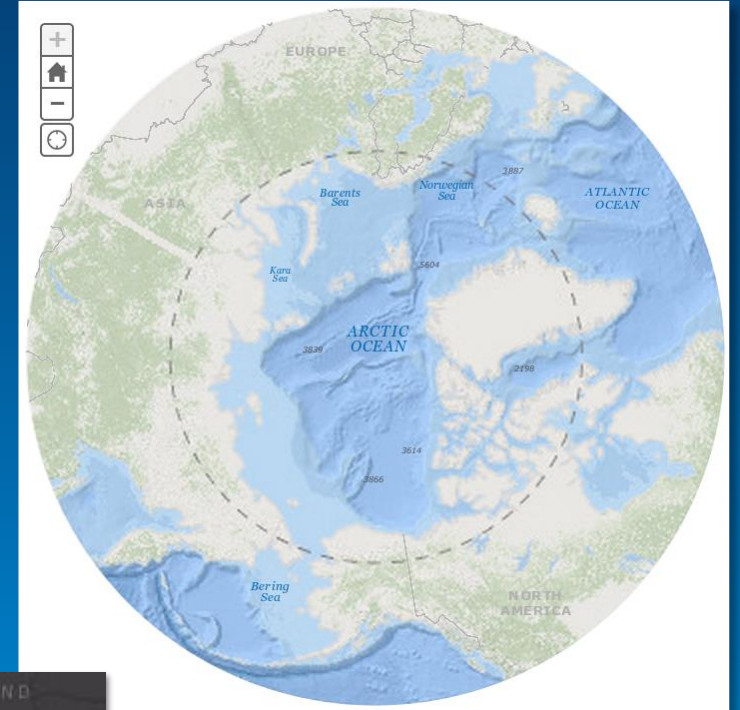 EUROPE
ASIA
Barents
Sea
Norwegian
Sea
3887
ATLANTIC
OCEAN
Kara
Sea
5604
ARCTIC
OCEAN
3839
2198
3614
3866
Bering
Sea
NORTH
AMERICA
ND